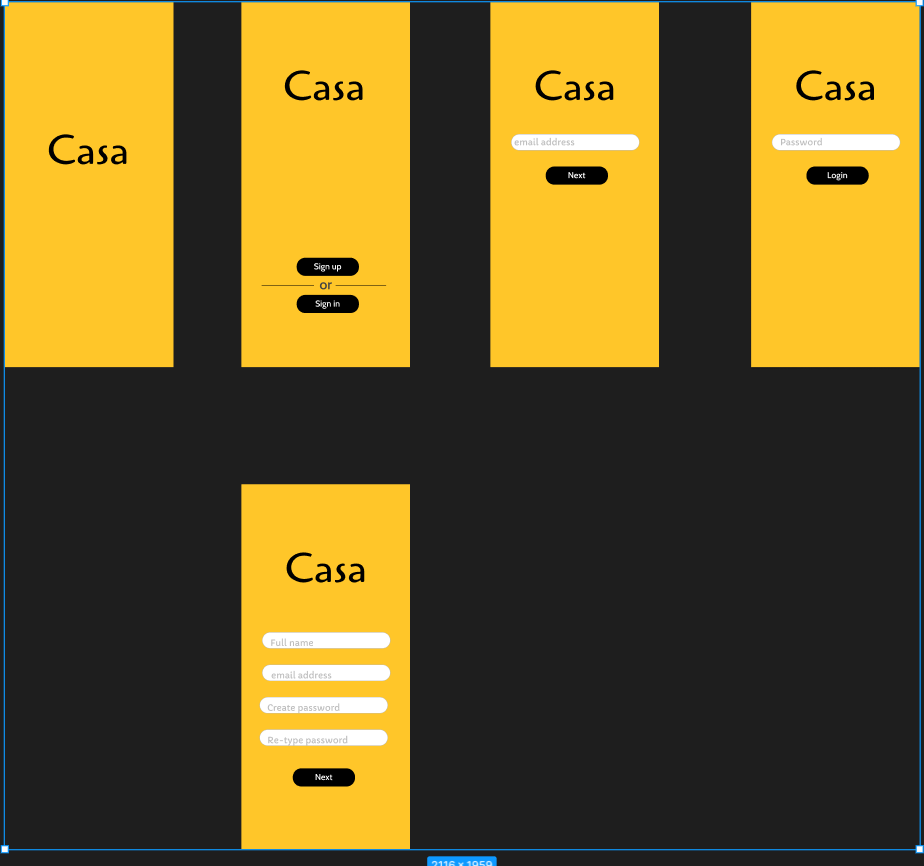 Casa
Casa
Sign up
or
Sign in
Casa
email address
Next
Casa
Password
Login
Casa
Full name
email address
Create password
Re-type password
Next
2116 × 1959